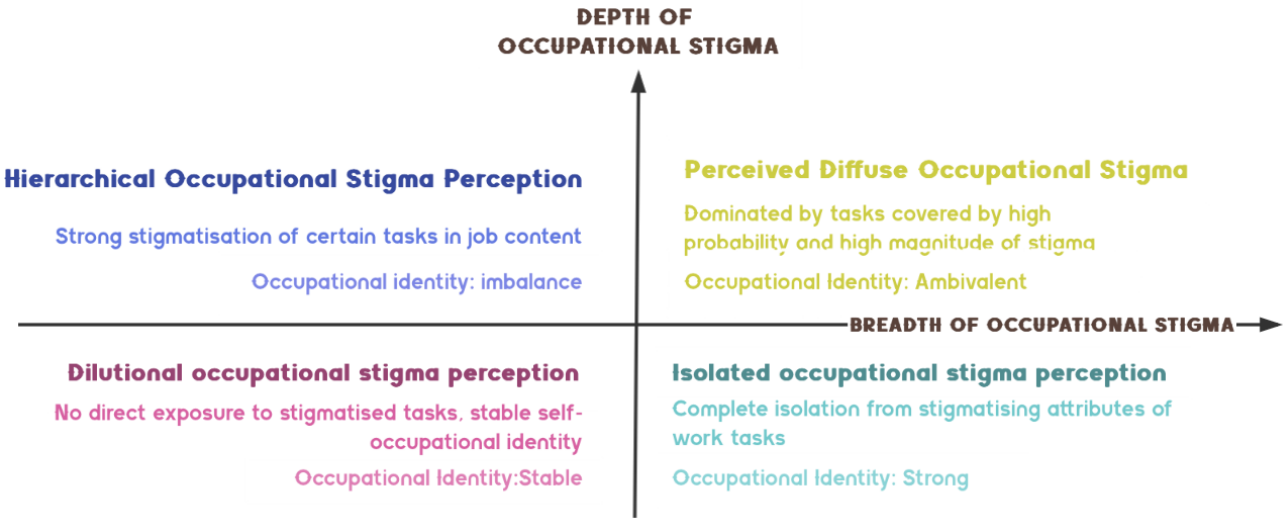 DEPTH OF
OCCUPATIONAL STIGMA
Hierarchical Occupational Stigma Perception
Strong stigmatisation of certain tasks in job content
Occupational identity: imbalance
Perceived Diffuse Occupational Stigma
Dominated by tasks covered by high
probability and high magnitude of stigma
Occupational Identity: Ambivalent
BREADTH OF OCCUPATIONAL STIGMA
Dilutional occupational stigma perception
No direct exposure to stigmatised tasks, stable self-
occupational identity
Occupational Identity:Stable
Isolated occupational stigma perception
Complete isolation from stigmatising attributes of
work tasks
Occupational Identity: Strong